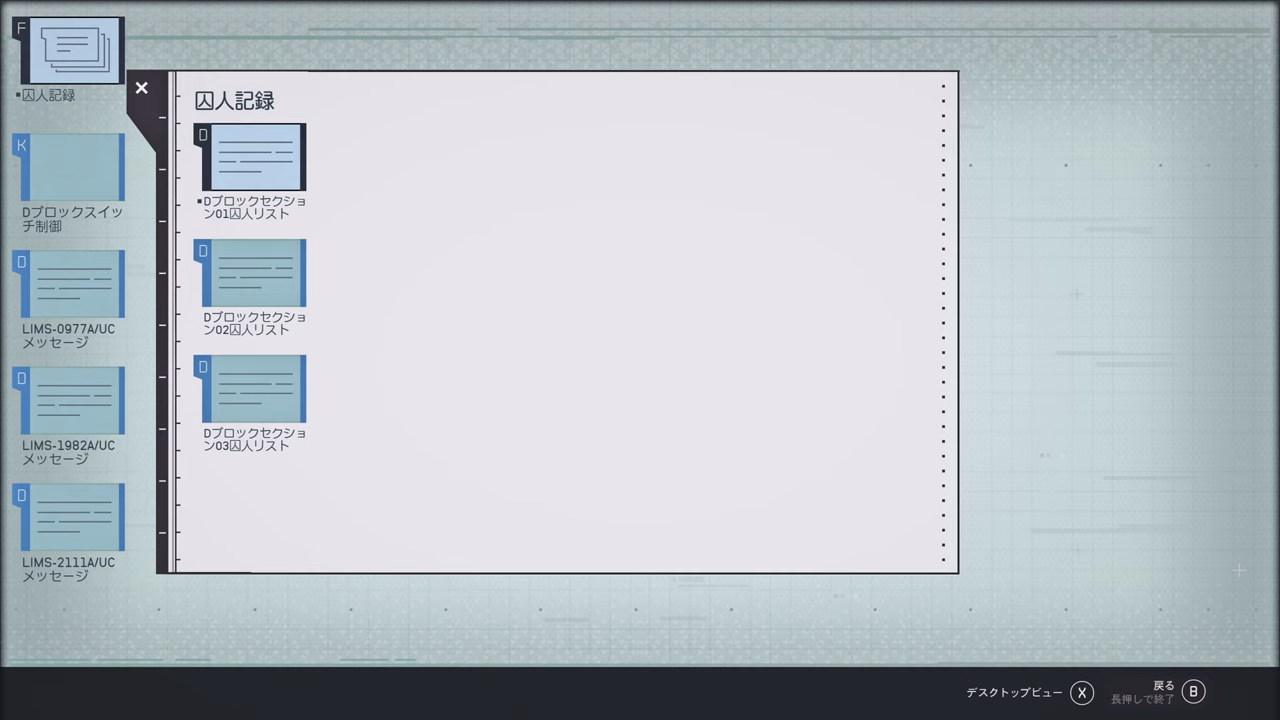 F
▪囚人記録
K
Dブロックスイッ
チ制御
D
LIMS-0977A/UC
メッセージ
D
LIMS-1982A/UC
メッセージ
D
LIMS-2111A/UC
メッセージ
×
囚人記録
D
▪Dブロックセクショ
ン01囚人リスト
D
Dブロックセクショ
ン02囚人リスト
D
Dブロックセクショ
ン03囚人リスト
デスクトップビュー X
戻る B
長押しで終了